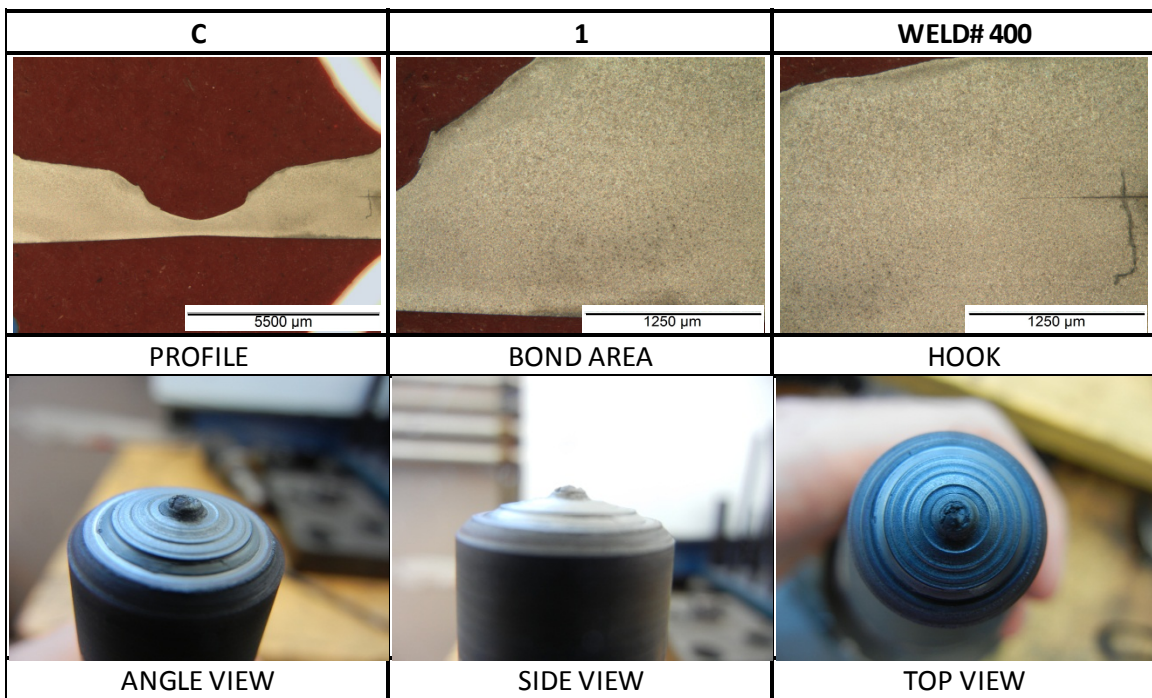 C 1 WELD# 400
5500 µm 1250 µm 1250 µm
PROFILE BOND AREA HOOK
ANGLE VIEW SIDE VIEW TOP VIEW